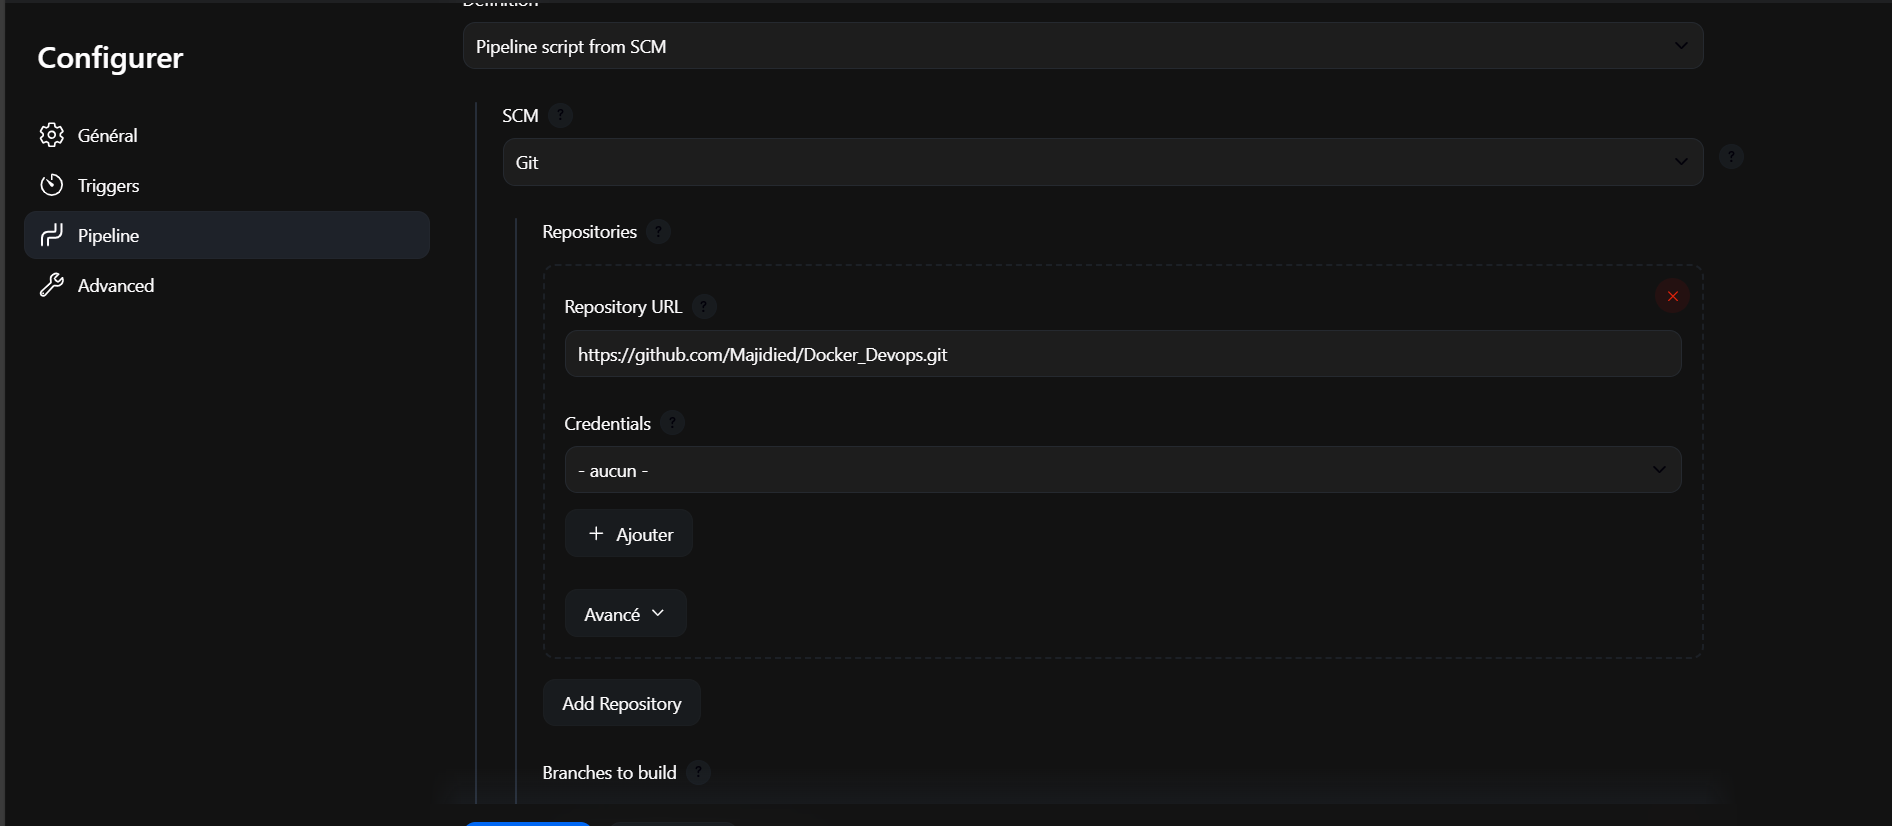 Definition
Configurer
Général
Triggers
Pipeline
Advanced
Pipeline script from SCM
SCM ?
Git
?
Repositories ?
Repository URL ?
https://github.com/Majidied/Docker_Devops.git
Credentials ?
- aucun -
+ Ajouter
Avancé
Add Repository
Branches to build ?